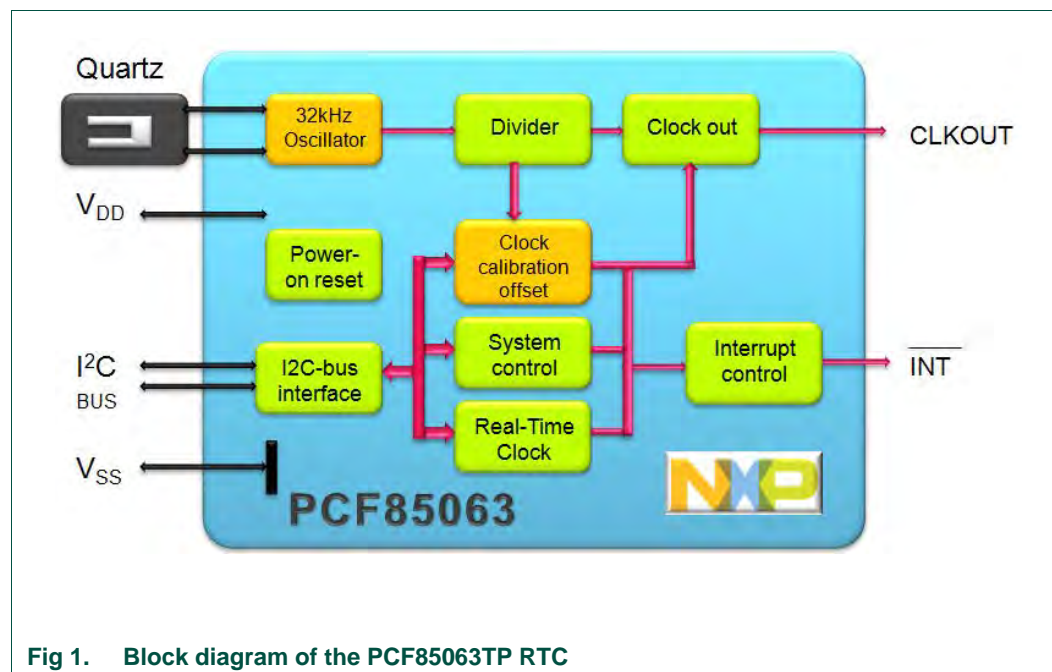 Quartz
32kHz
Oscillator
Divider
Clock out
CLKOUT
VDD
Power-
on reset
Clock
calibration
offset
I²C
BUS
I2C-bus
interface
System
control
Interrupt
control
INT
Real-Time
Clock
VSS
PCF85063
NXP
Fig 1. Block diagram of the PCF85063TP RTC